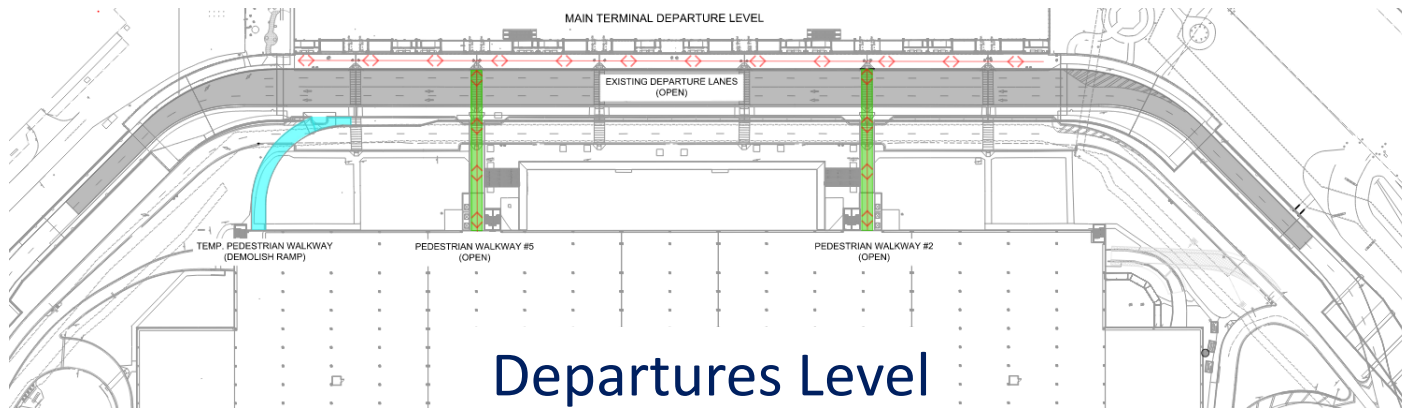 MAIN TERMINAL DEPARTURE LEVEL
EXISTING DEPARTURE LANES
(OPEN)
TEMP. PEDESTRIAN WALKWAY
(DEMOLISH RAMP)
PEDESTRIAN WALKWAY #5
(OPEN)
PEDESTRIAN WALKWAY #2
(OPEN)
Departures Level